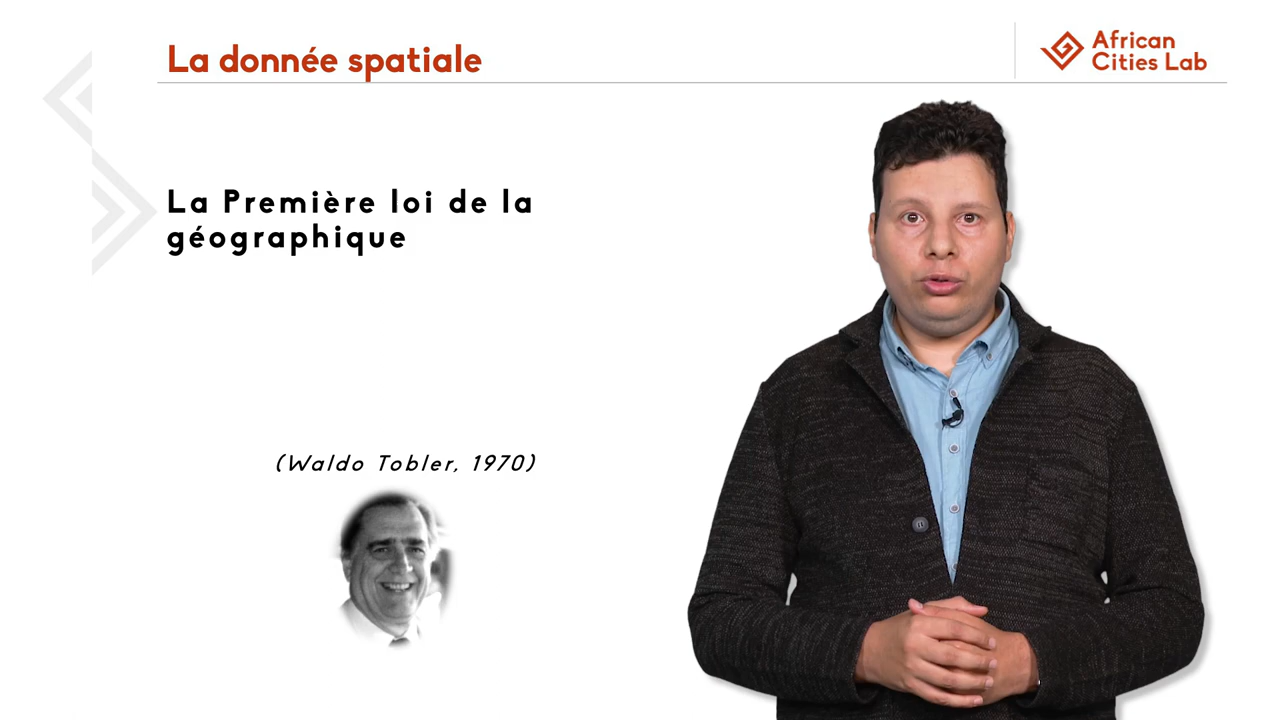 La donnée spatiale
African
Cities Lab
La Première loi de la
géographique
(Waldo Tobler, 1970)